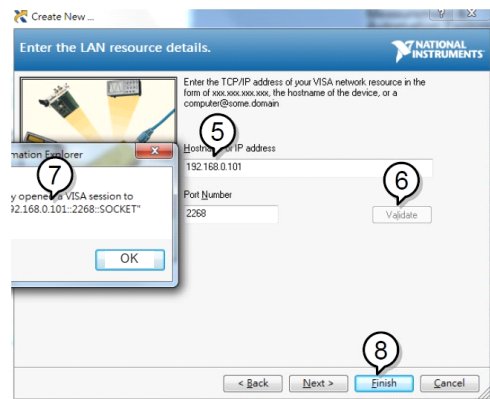 Create New ...
Enter the LAN resource details.
NATIONAL
INSTRUMENTS
Enter the TCP/IP address of your VISA network resource in the
form of xxx.xxx.xxx.xxx, the hostname of the device, or a
computer@some.domain
5
or IP address
192.168.0.101
mation Explorer
7
y opened a VISA session to
92.168.0.101::2268::SOCKET"
OK
Port Number
2268
6
Validate
8
< Back
Next >
Finish
Cancel